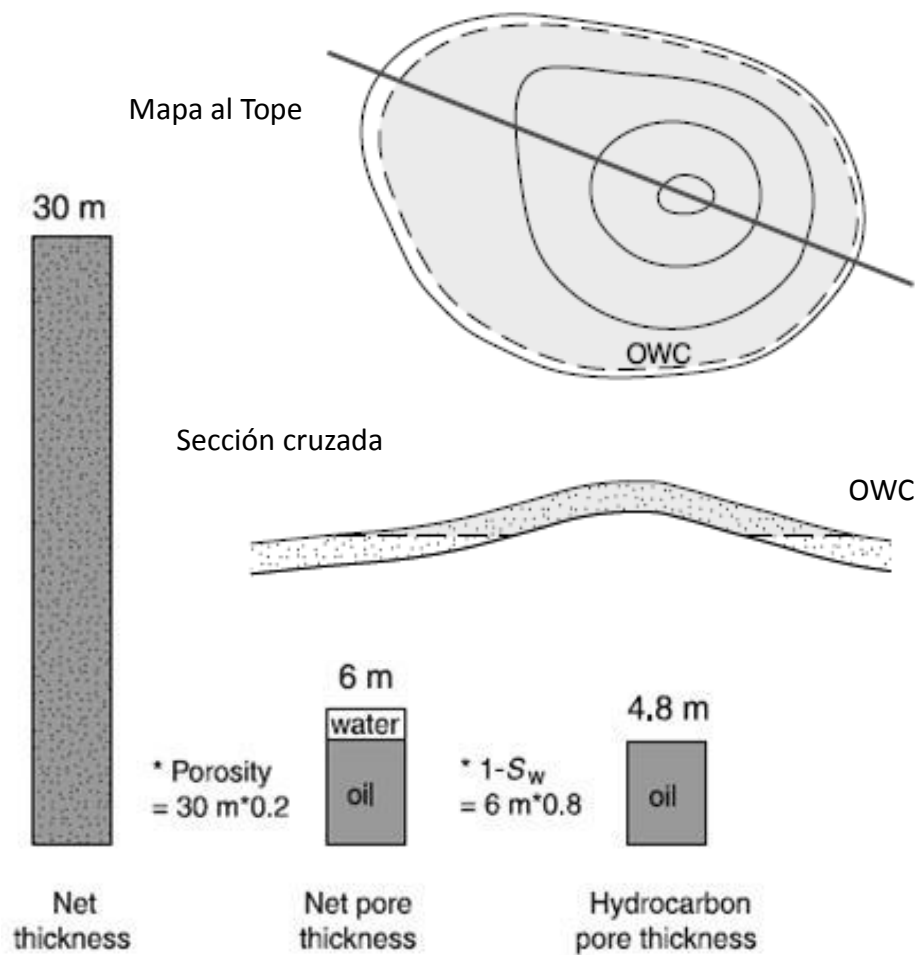 Mapa al Tope
30 m
OWC
Sección cruzada
OWC
6 m
water
oil
4.8 m
oil
* Porosity
= 30 m*0.2
* 1-Sw
= 6 m*0.8
Net
thickness
Net pore
thickness
Hydrocarbon
pore thickness